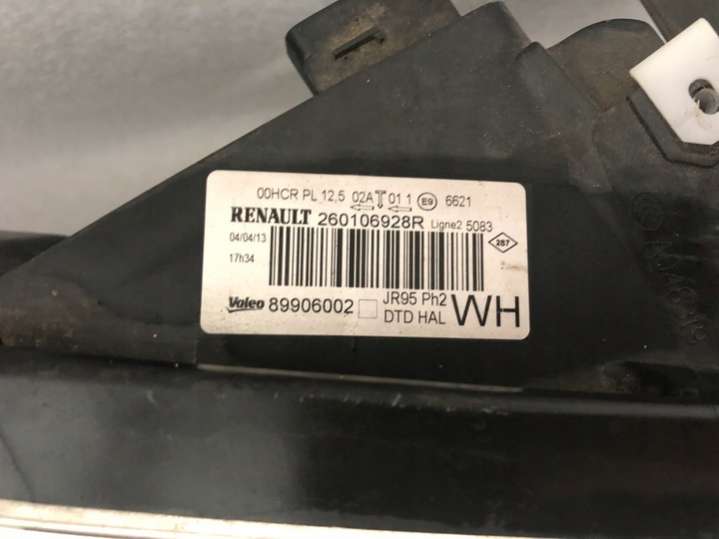 00HCR PL 12,5 02A 01 1 E9 6621
RENAULT 260106928R Ligne2 5083
04/04/13
17h34
287
Valeo 89906002 JR95 Ph2
DTD HAL WH